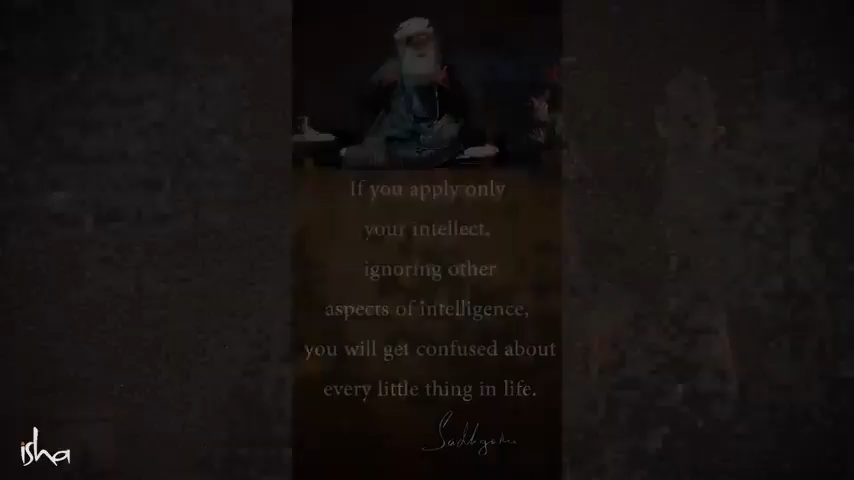 If you apply only
your intellect,
ignoring other
aspects of intelligence,
you will get confused about
every little thing in life.
Sadhguru
isha